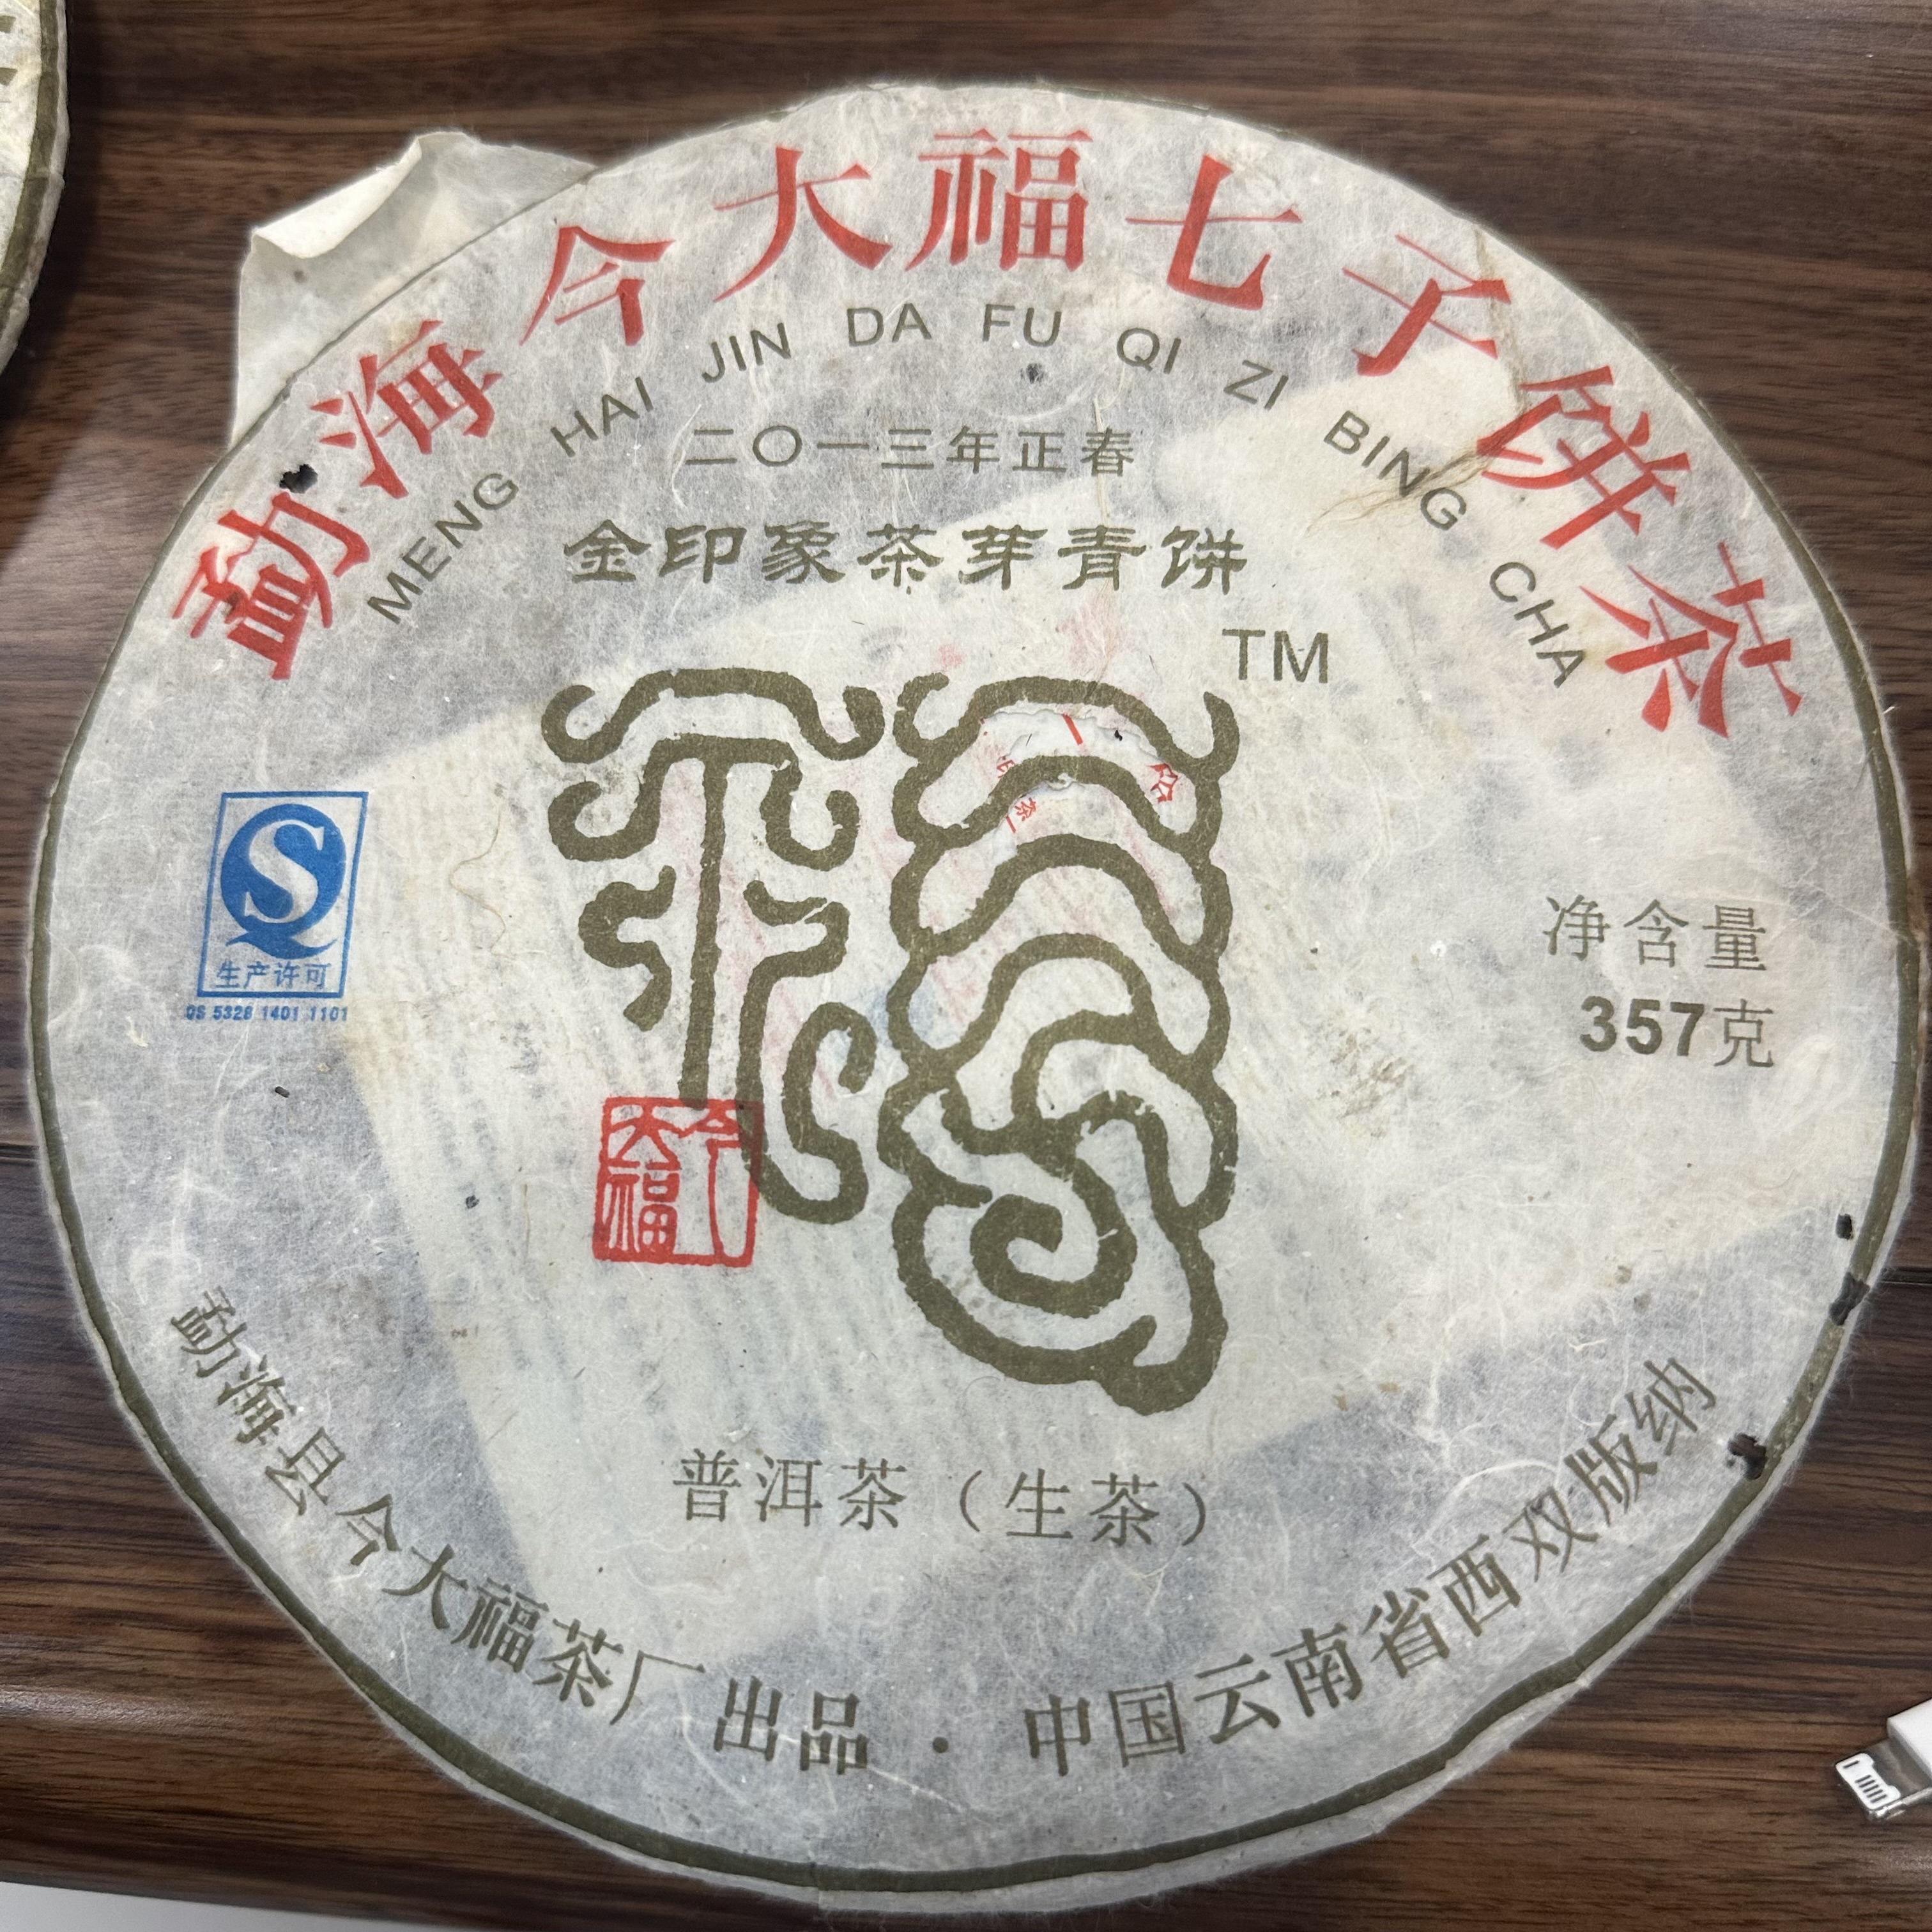 勐海今大福七子饼茶
MENG HAI JIN DA FU QI ZI BING CHA
二〇一三年正春
金印象茶芽青饼
TM
福
生产许可
QS 5328 1401 1101
净含量
357克
今大福
普洱茶（生茶）
勐海县今大福茶厂出品·中国云南省西双版纳